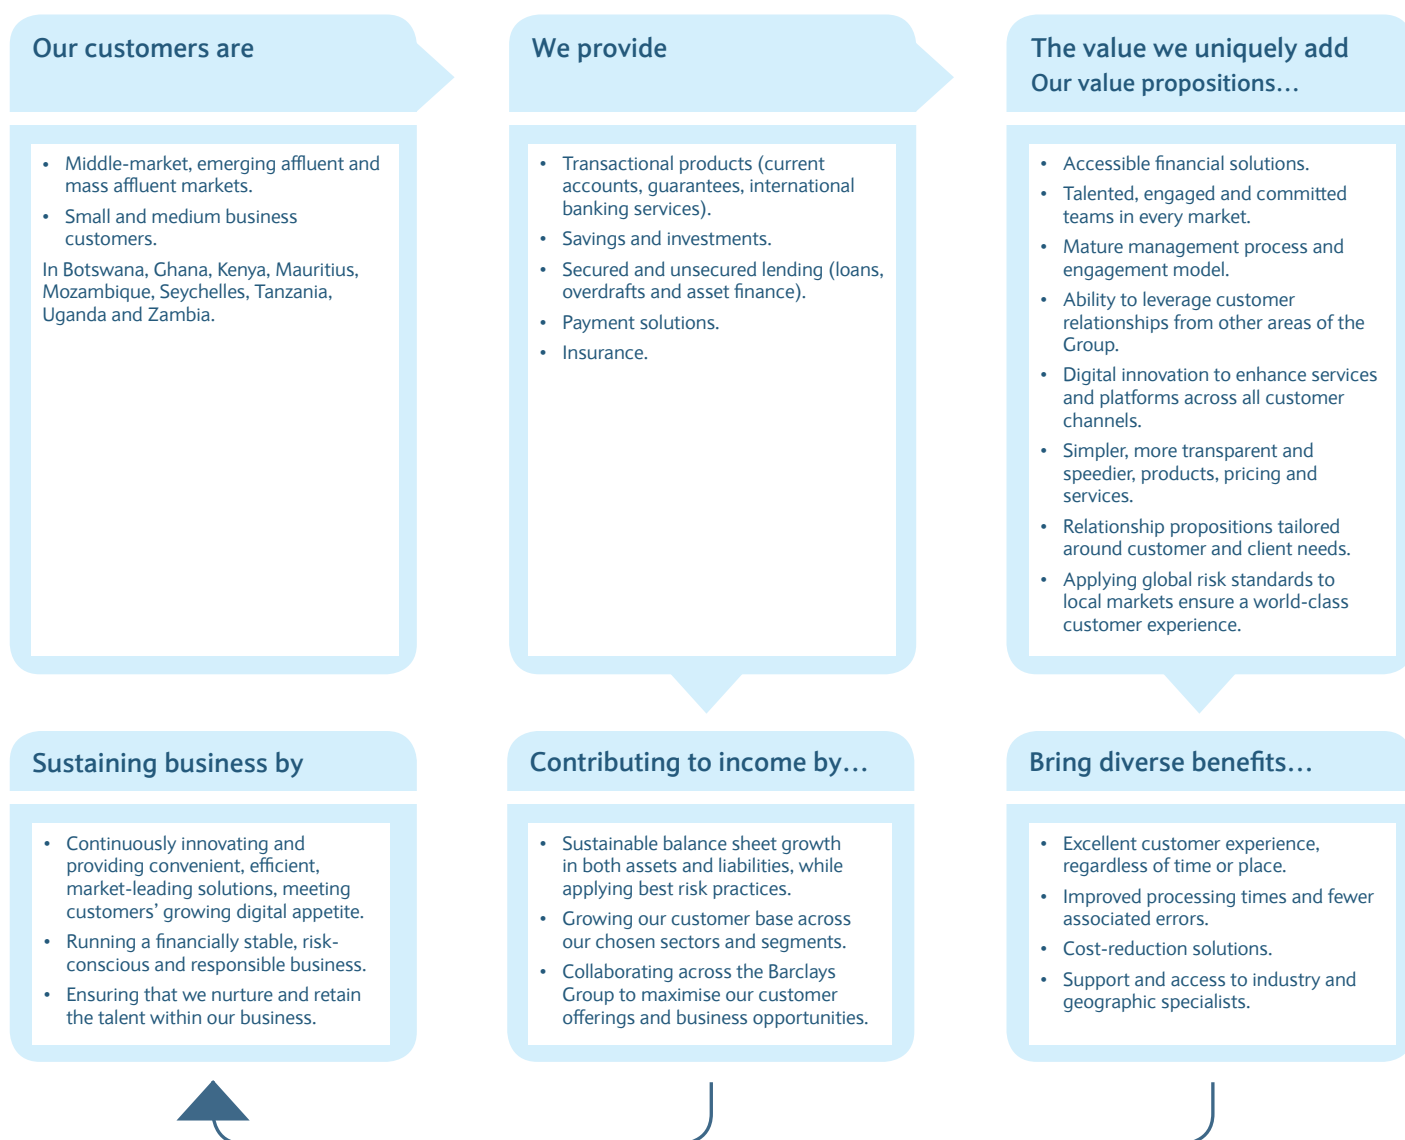 Our customers are
• Middle-market, emerging affluent and
mass affluent markets.
• Small and medium business
customers.
In Botswana, Ghana, Kenya, Mauritius,
Mozambique, Seychelles, Tanzania,
Uganda and Zambia.
We provide
• Transactional products (current
accounts, guarantees, international
banking services).
• Savings and investments.
• Secured and unsecured lending (loans,
overdrafts and asset finance).
• Payment solutions.
• Insurance.
The value we uniquely add
Our value propositions…
• Accessible financial solutions.
• Talented, engaged and committed
teams in every market.
• Mature management process and
engagement model.
• Ability to leverage customer
relationships from other areas of the
Group.
• Digital innovation to enhance services
and platforms across all customer
channels.
• Simpler, more transparent and
speedier, products, pricing and
services.
• Relationship propositions tailored
around customer and client needs.
• Applying global risk standards to
local markets ensure a world-class
customer experience.
Sustaining business by
• Continuously innovating and
providing convenient, efficient,
market-leading solutions, meeting
customers’ growing digital appetite.
• Running a financially stable, risk-
conscious and responsible business.
• Ensuring that we nurture and retain
the talent within our business.
Contributing to income by…
• Sustainable balance sheet growth
in both assets and liabilities, while
applying best risk practices.
• Growing our customer base across
our chosen sectors and segments.
• Collaborating across the Barclays
Group to maximise our customer
offerings and business opportunities.
Bring diverse benefits…
• Excellent customer experience,
regardless of time or place.
• Improved processing times and fewer
associated errors.
• Cost-reduction solutions.
• Support and access to industry and
geographic specialists.